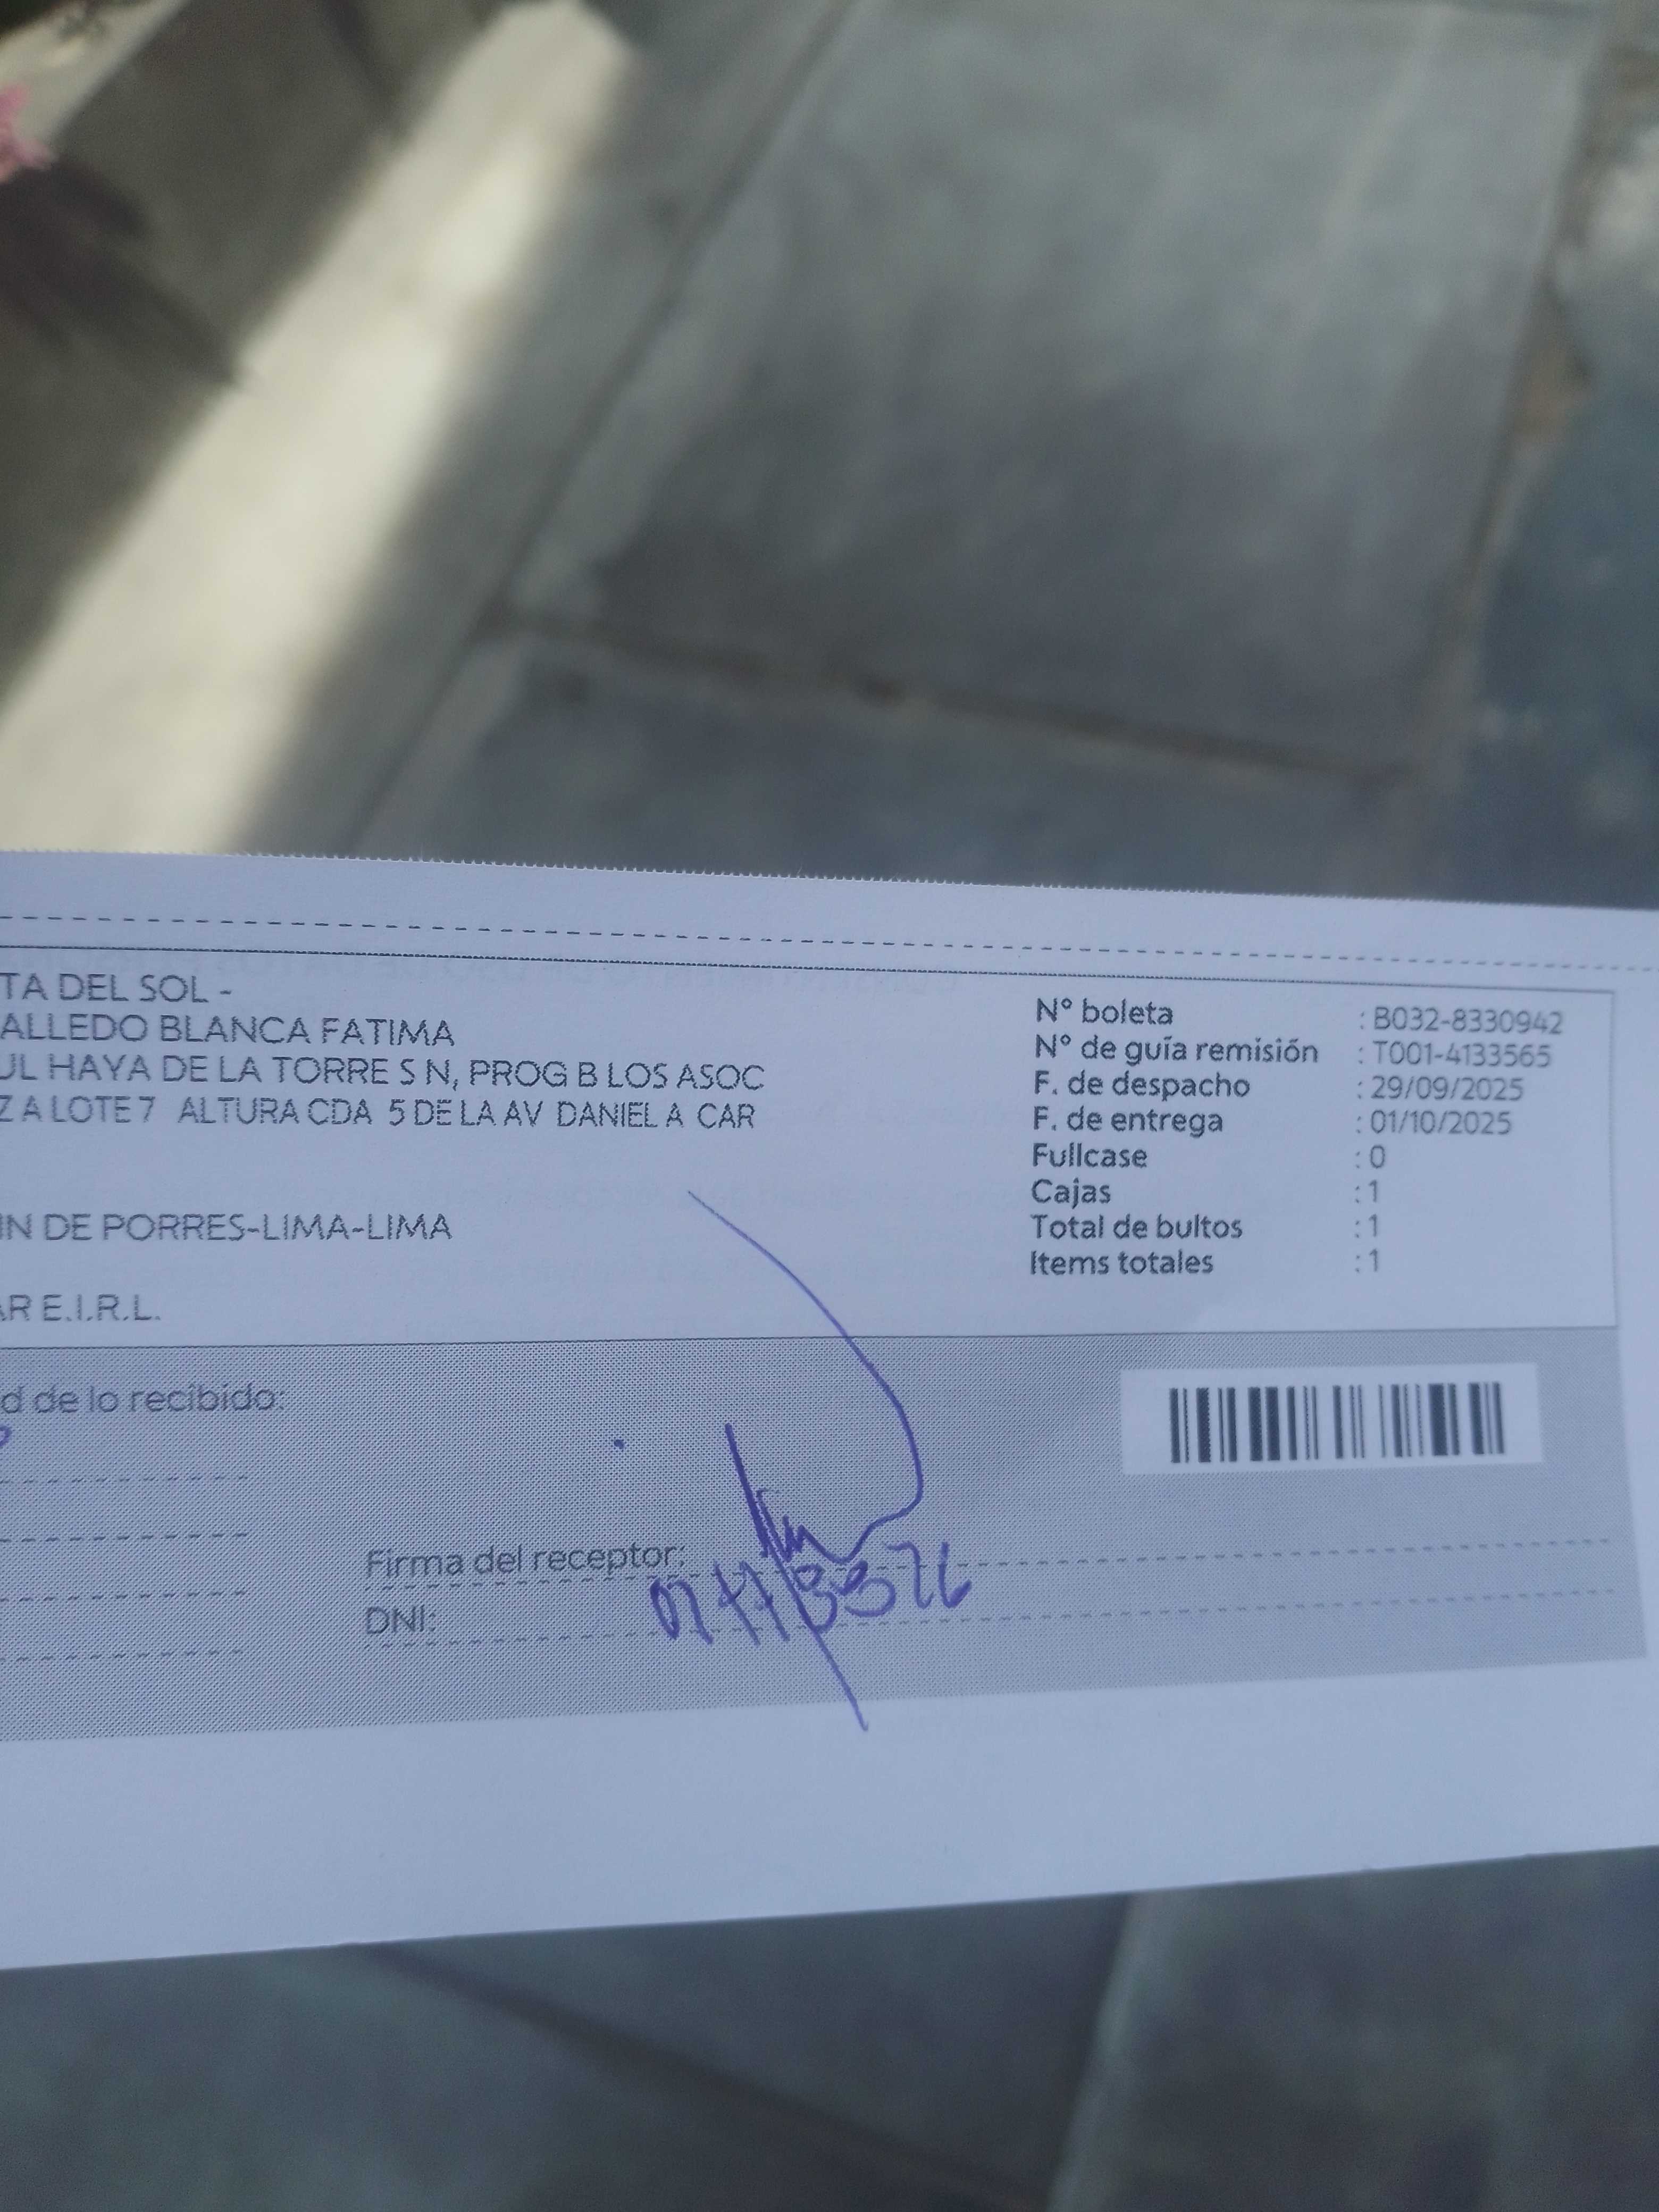 TA DEL SOL -
ALLEDO BLANCA FATIMA
UL HAYA DE LA TORRE S N, PROG B LOS ASOC
Z A LOTE 7 ALTURA CDA 5 DE LA AV DANIEL A CAR
IN DE PORRES-LIMA-LIMA
AR E.I.R.L.
N° boleta : B032-8330942
N° de guía remisión : T001-4133565
F. de despacho : 29/09/2025
F. de entrega : 01/10/2025
Fullcase : 0
Cajas : 1
Total de bultos : 1
Items totales : 1
d de lo recibido:
Firma del receptor:
DNI: